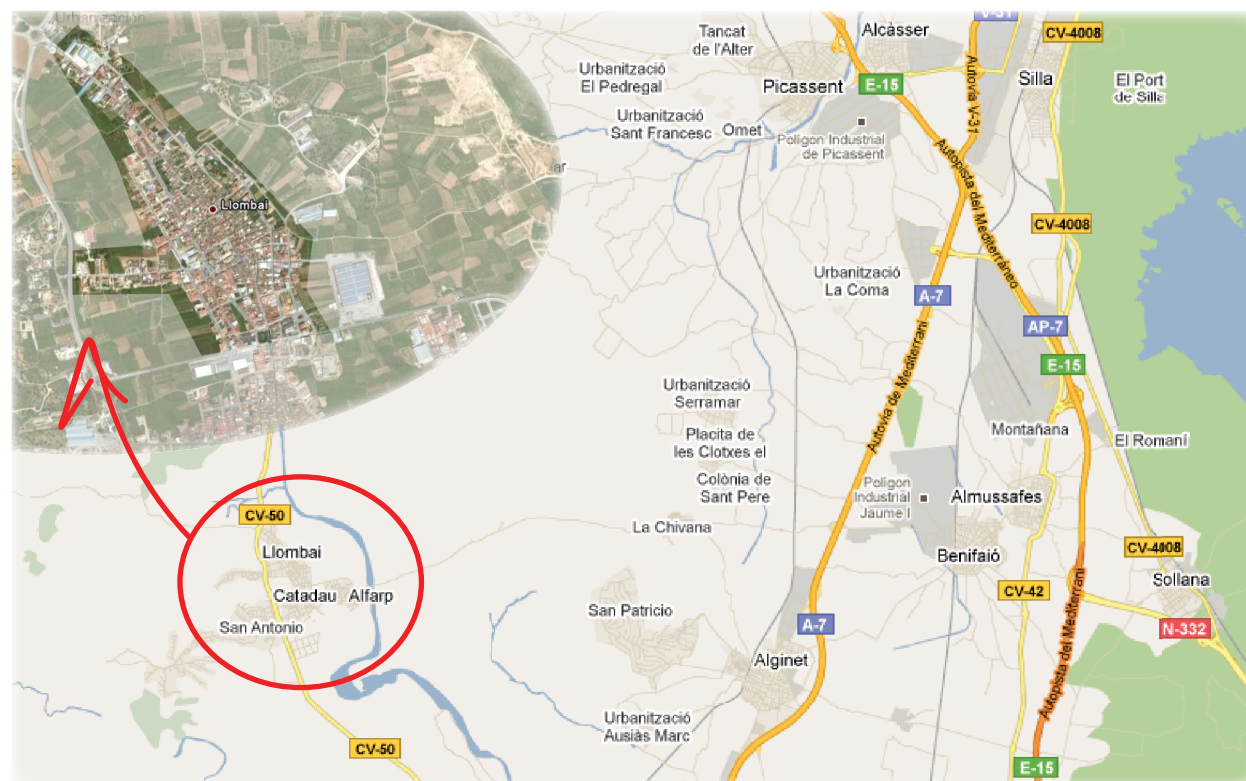 Urbanización
Llombai
V-31
CV-4008
Tancat
de l'Alter
Alcàsser
Urbanització
El Pedregal
Picassent
E-15
Silla
El Port
de Silla
Autovía V-31
Urbanització
Sant Francesc
Omet
Polígon Industrial
de Picassent
Autopista del Mediterráneo
CV-4008
Urbanització
La Coma
A-7
AP-7
E-15
Autovia de Mediterrani
Urbanització
Serramar
Placita de
les Clotxes el
Colònia de
Sant Pere
Montañana
El Romaní
Polígon
Industrial
Jaume I
Almussafes
CV-50
La Chivana
Llombai
Benifaió
CV-4008
Catadau
Alfarp
San Antonio
San Patricio
CV-42
Sollana
A-7
N-332
Alginet
Autopista del Mediterrani
Urbanització
Ausiàs Marc
CV-50
E-15